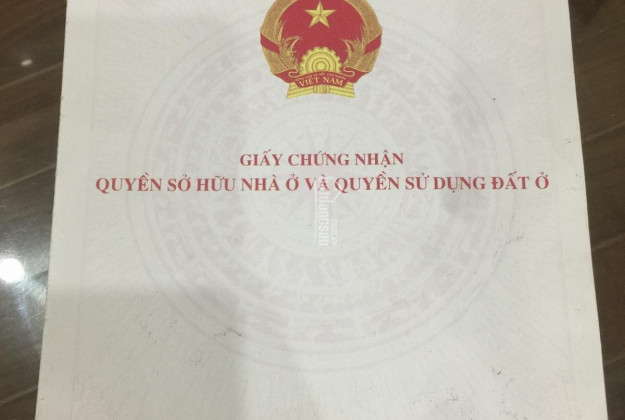 VIỆT NAM
GIẤY CHỨNG NHẬN
QUYỀN SỞ HỮU NHÀ Ở VÀ QUYỀN SỬ DỤNG ĐẤT Ở